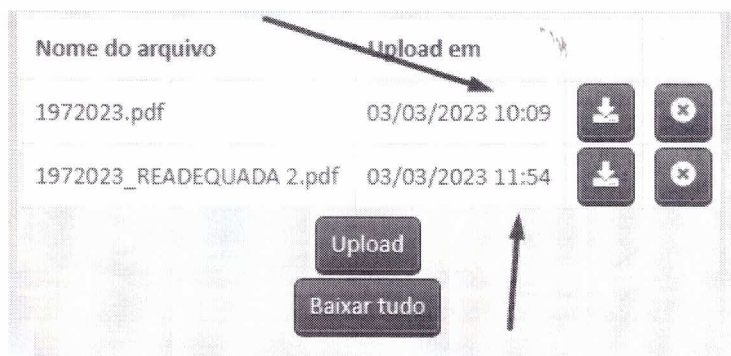 Nome do arquivo Upload em
1972023.pdf 03/03/2023 10:09
1972023_READEQUADA 2.pdf 03/03/2023 11:54
Upload
Baixar tudo